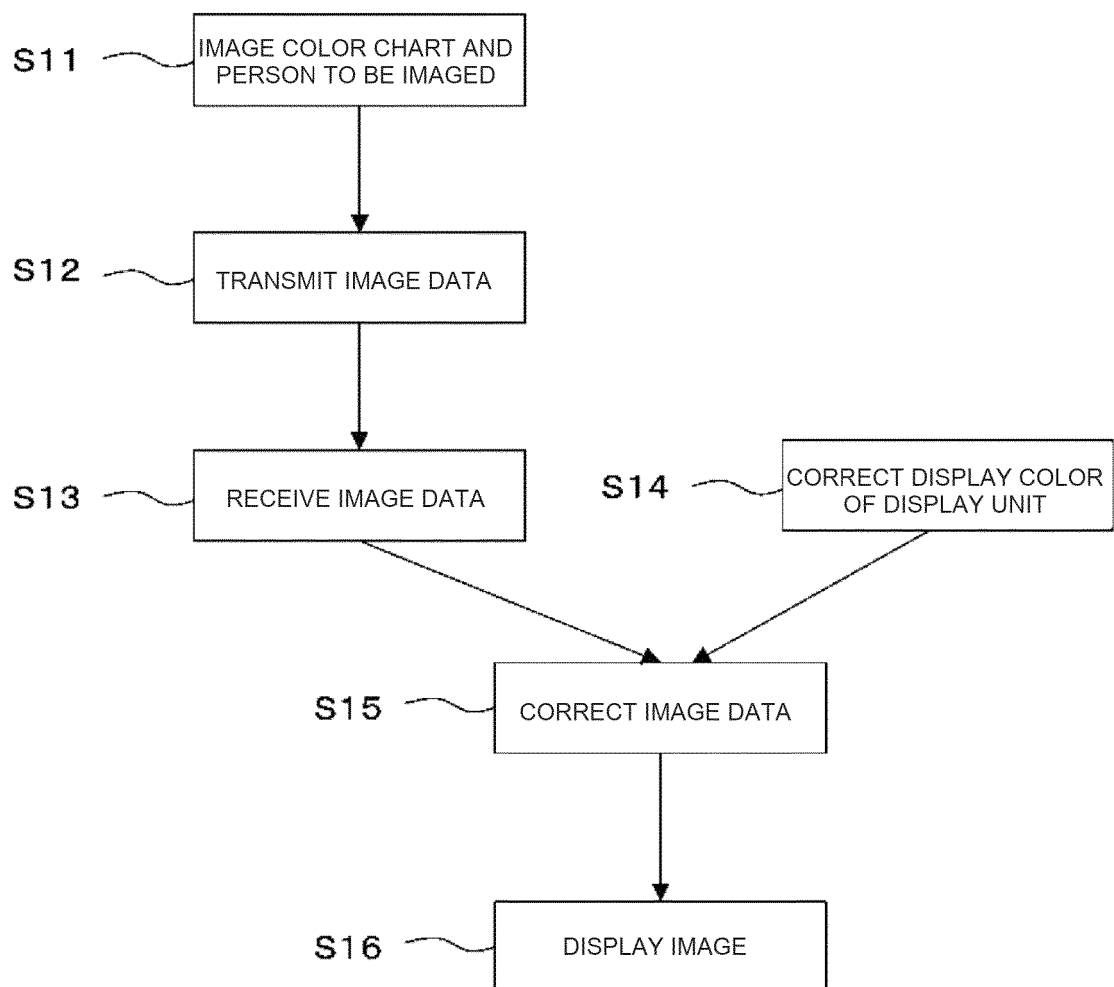 S11
IMAGE COLOR CHART AND
PERSON TO BE IMAGED
S12
TRANSMIT IMAGE DATA
S13
RECEIVE IMAGE DATA
S14
CORRECT DISPLAY COLOR
OF DISPLAY UNIT
S15
CORRECT IMAGE DATA
S16
DISPLAY IMAGE